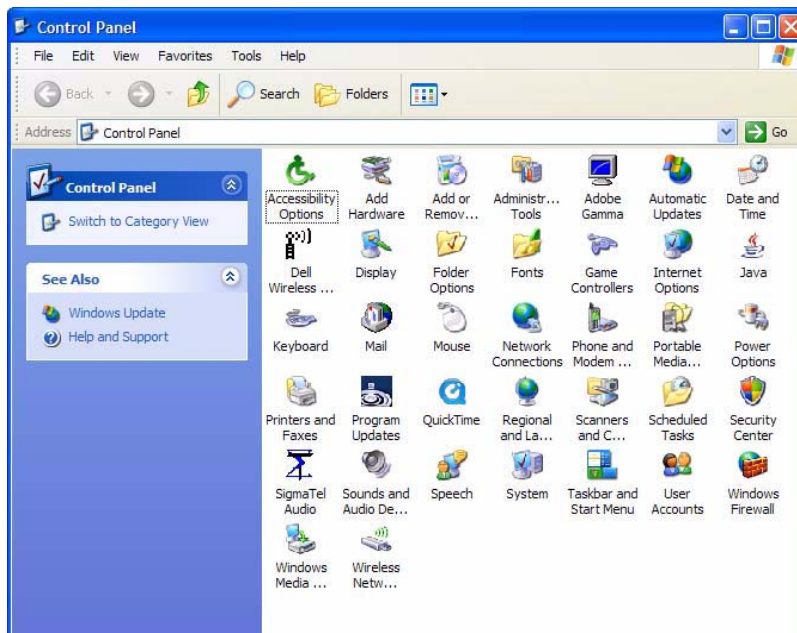 Control Panel
File Edit View Favorites Tools Help
Back Search Folders
Address Control Panel Go
Control Panel
Switch to Category View
See Also
Windows Update
Help and Support
Accessibility Add Add or Administr... Adobe Automatic Date and
Options Hardware Remov... Tools Gamma Updates Time
Dell Display Folder Fonts Game Internet Java
Wireless ... Options Controllers Options
Keyboard Mail Mouse Network Phone and Portable Power
Connections Modem ... Media... Options
Printers and Program QuickTime Regional Scanners Scheduled Security
Faxes Updates and La... and C... Tasks Center
SigmaTel Sounds and Speech System Taskbar and User Windows
Audio Audio De... Start Menu Accounts Firewall
Windows Wireless
Media ... Netw...